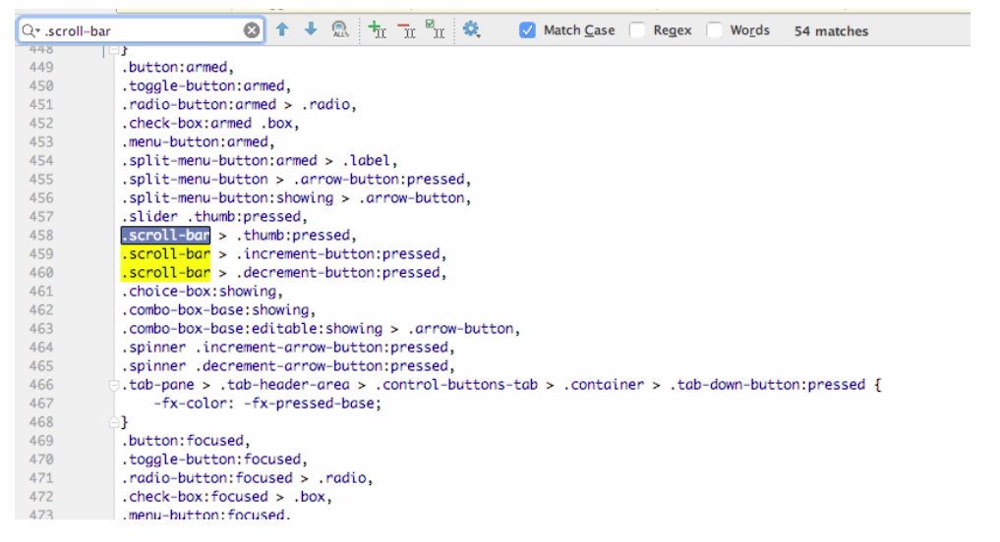 .scroll-bar Match Case Regex Words 54 matches
448 }
449 .button:armed,
450 .toggle-button:armed,
451 .radio-button:armed > .radio,
452 .check-box:armed .box,
453 .menu-button:armed,
454 .split-menu-button:armed > .label,
455 .split-menu-button > .arrow-button:pressed,
456 .split-menu-button:showing > .arrow-button,
457 .slider .thumb:pressed,
458 .scroll-bar > .thumb:pressed,
459 .scroll-bar > .increment-button:pressed,
460 .scroll-bar > .decrement-button:pressed,
461 .choice-box:showing,
462 .combo-box-base:showing,
463 .combo-box-base:editable:showing > .arrow-button,
464 .spinner .increment-arrow-button:pressed,
465 .spinner .decrement-arrow-button:pressed,
466 .tab-pane > .tab-header-area > .control-buttons-tab > .container > .tab-down-button:pressed {
467 -fx-color: -fx-pressed-base;
468 }
469 .button:focused,
470 .toggle-button:focused,
471 .radio-button:focused > .radio,
472 .check-box:focused > .box,
473 .menu-button:focused,